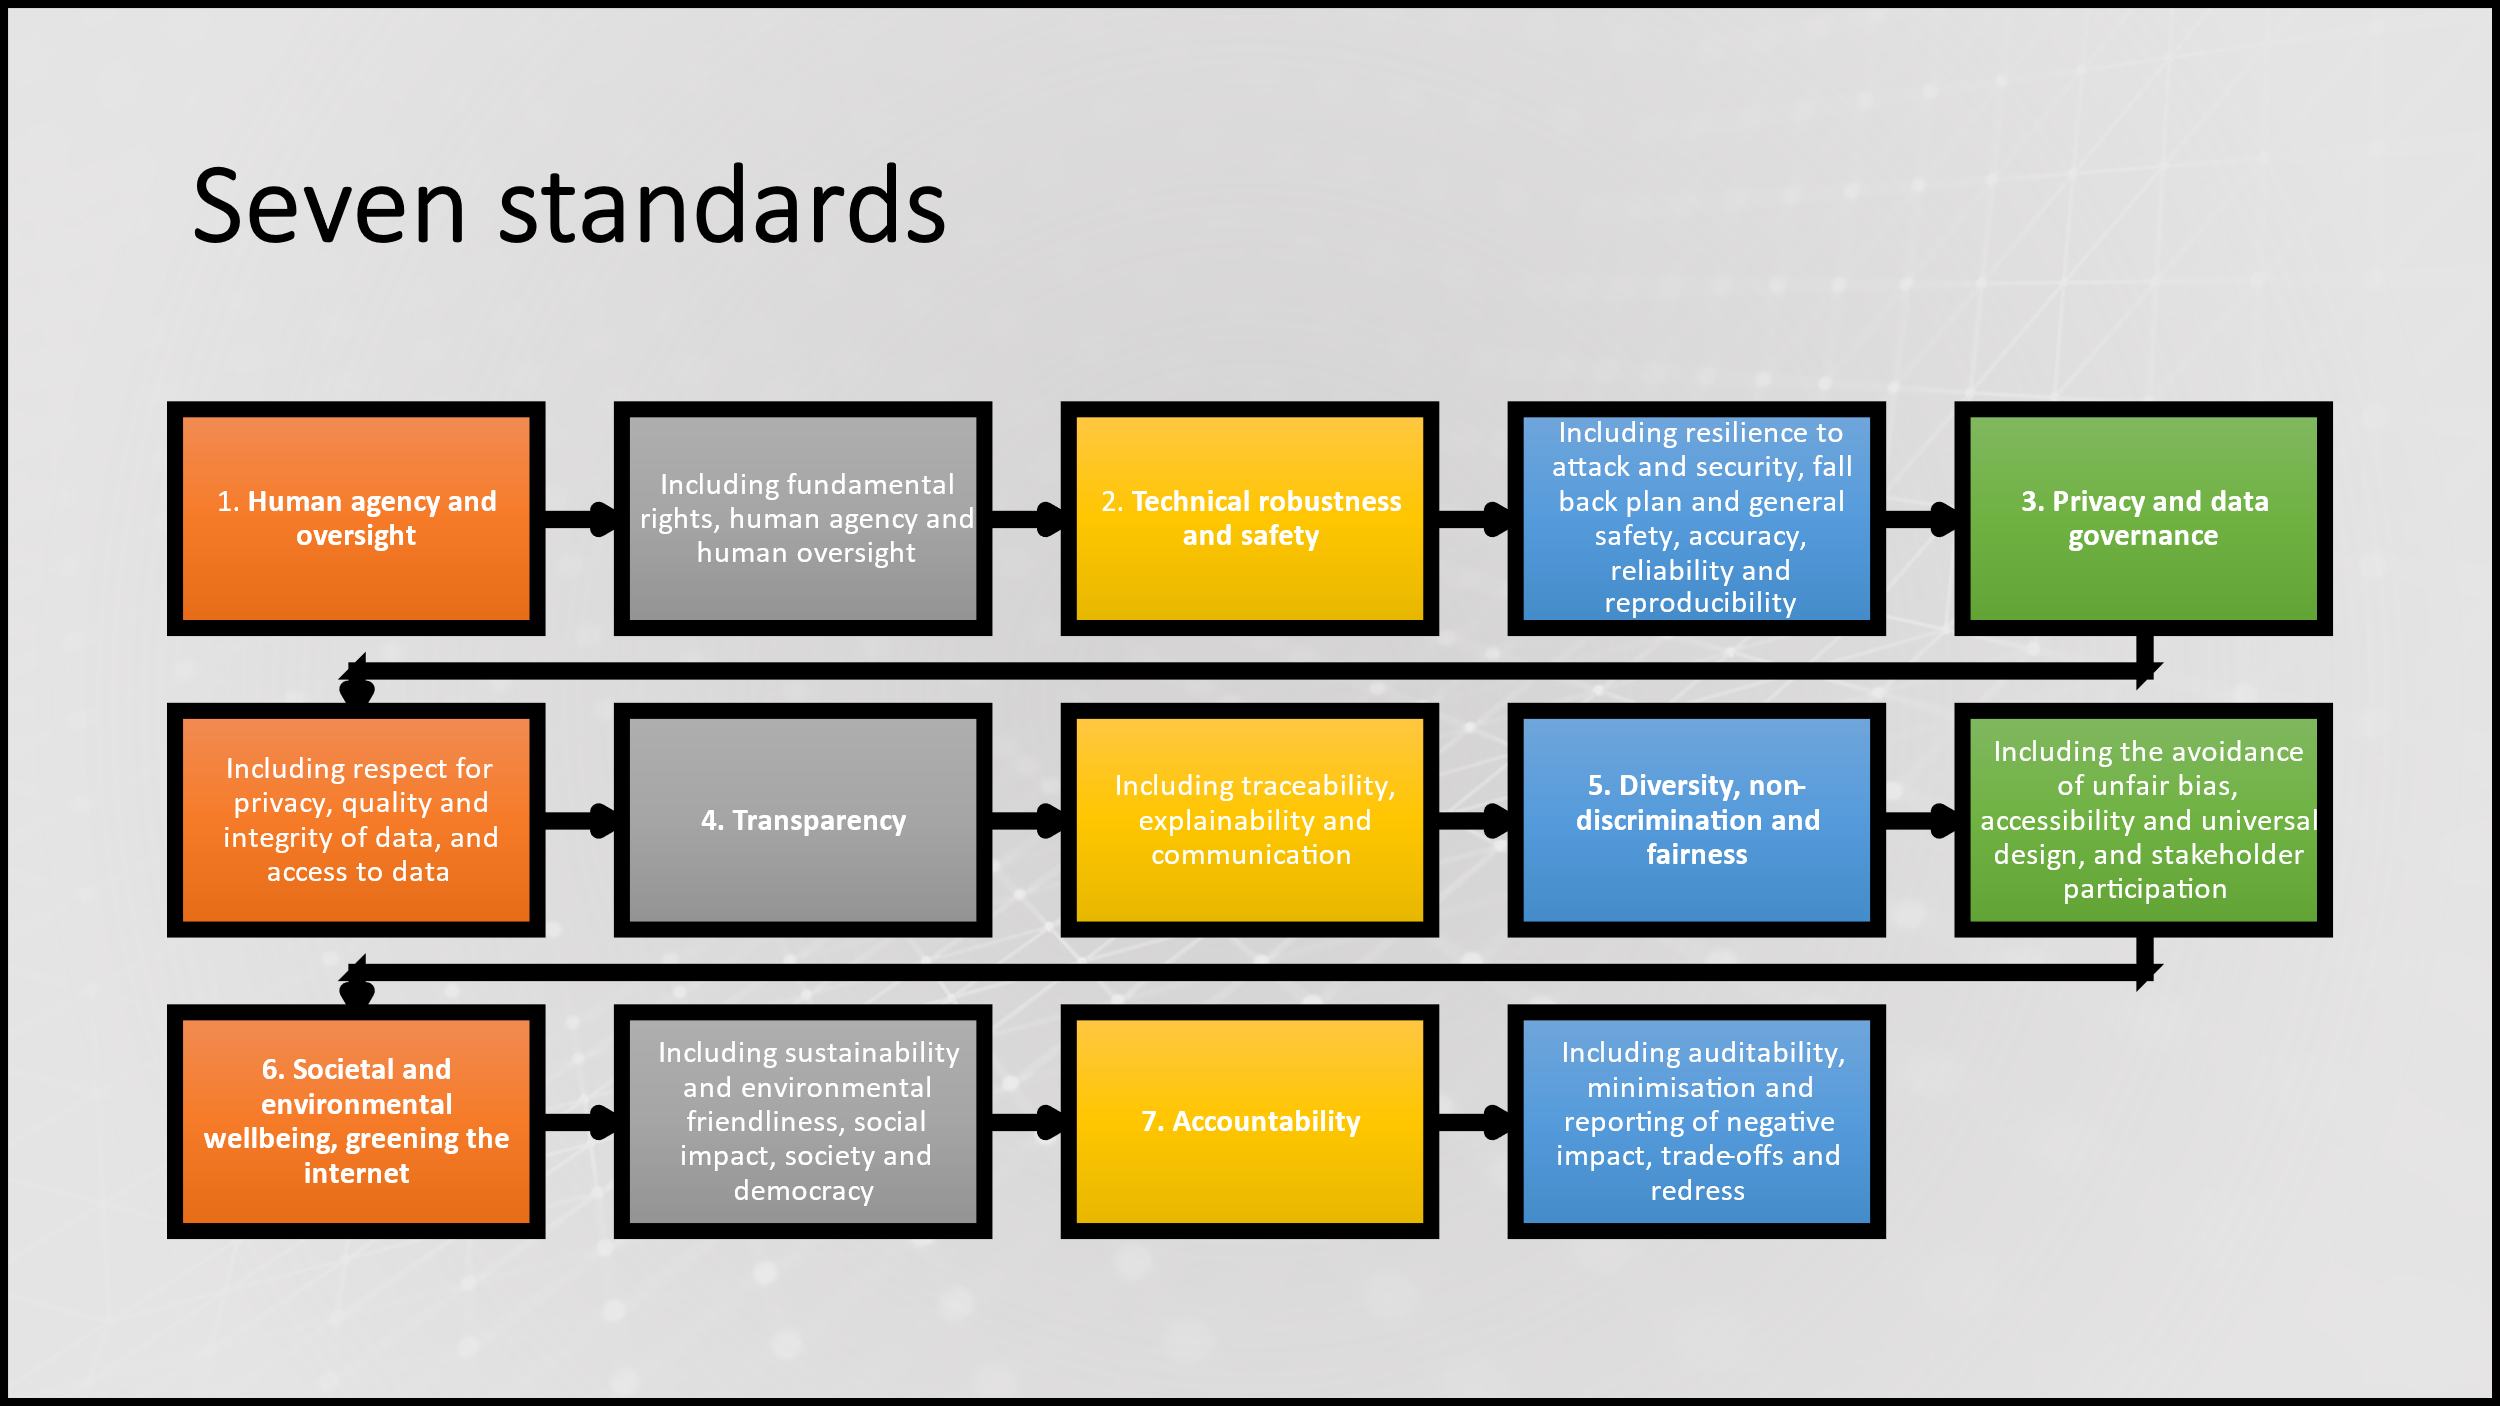 Seven standards
1. Human agency and
oversight
Including fundamental
rights, human agency and
human oversight
2. Technical robustness
and safety
Including resilience to
attack and security, fall
back plan and general
safety, accuracy,
reliability and
reproducibility
3. Privacy and data
governance
Including respect for
privacy, quality and
integrity of data, and
access to data
4. Transparency
Including traceability,
explainability and
communication
5. Diversity, non-
discrimination and
fairness
Including the avoidance
of unfair bias,
accessibility and universal
design, and stakeholder
participation
6. Societal and
environmental
wellbeing, greening the
internet
Including sustainability
and environmental
friendliness, social
impact, society and
democracy
7. Accountability
Including auditability,
minimisation and
reporting of negative
impact, trade-offs and
redress